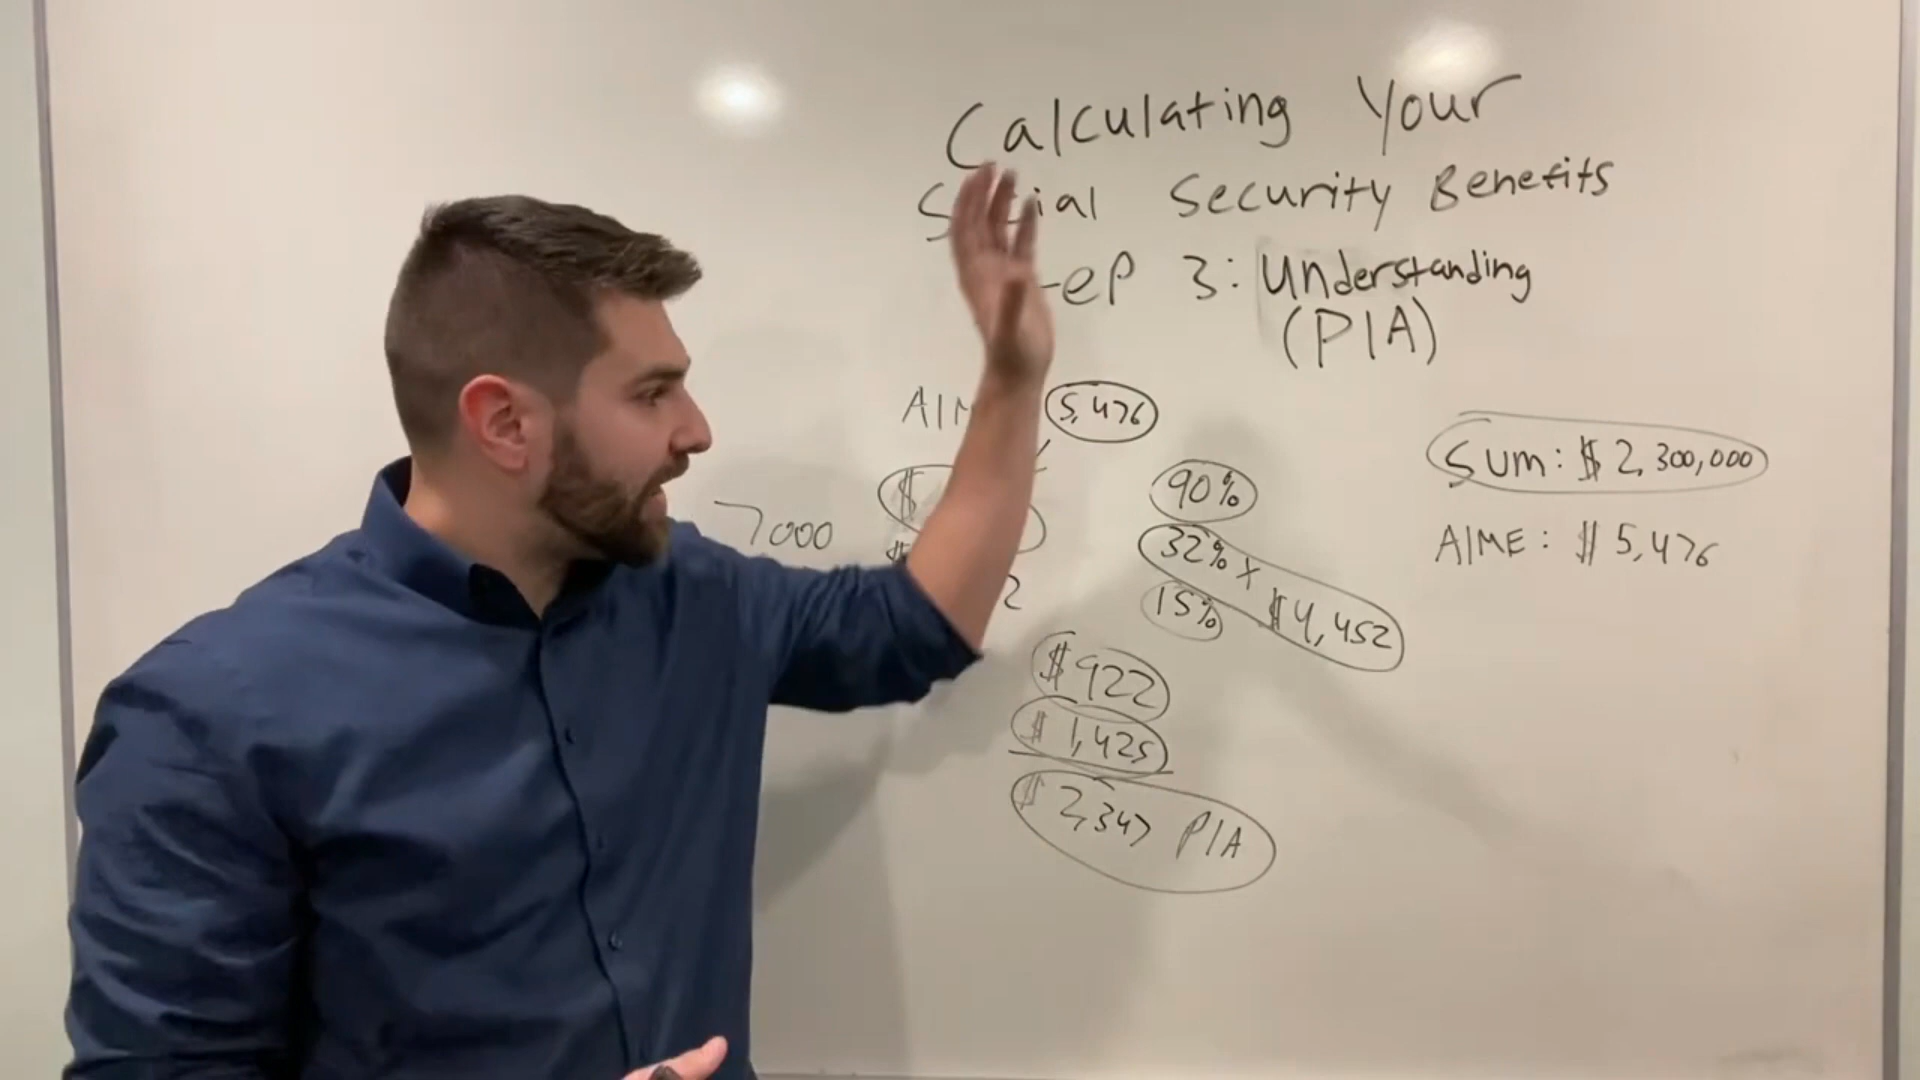 Calculating Your
Security Benefits
3: Understanding
(PIA)
5,476
Sum: $ 2,300,000
90%
7000
32% x $4,452
AIME: $ 5,476
15%
$922
$ 1,425
$ 2,347 PIA